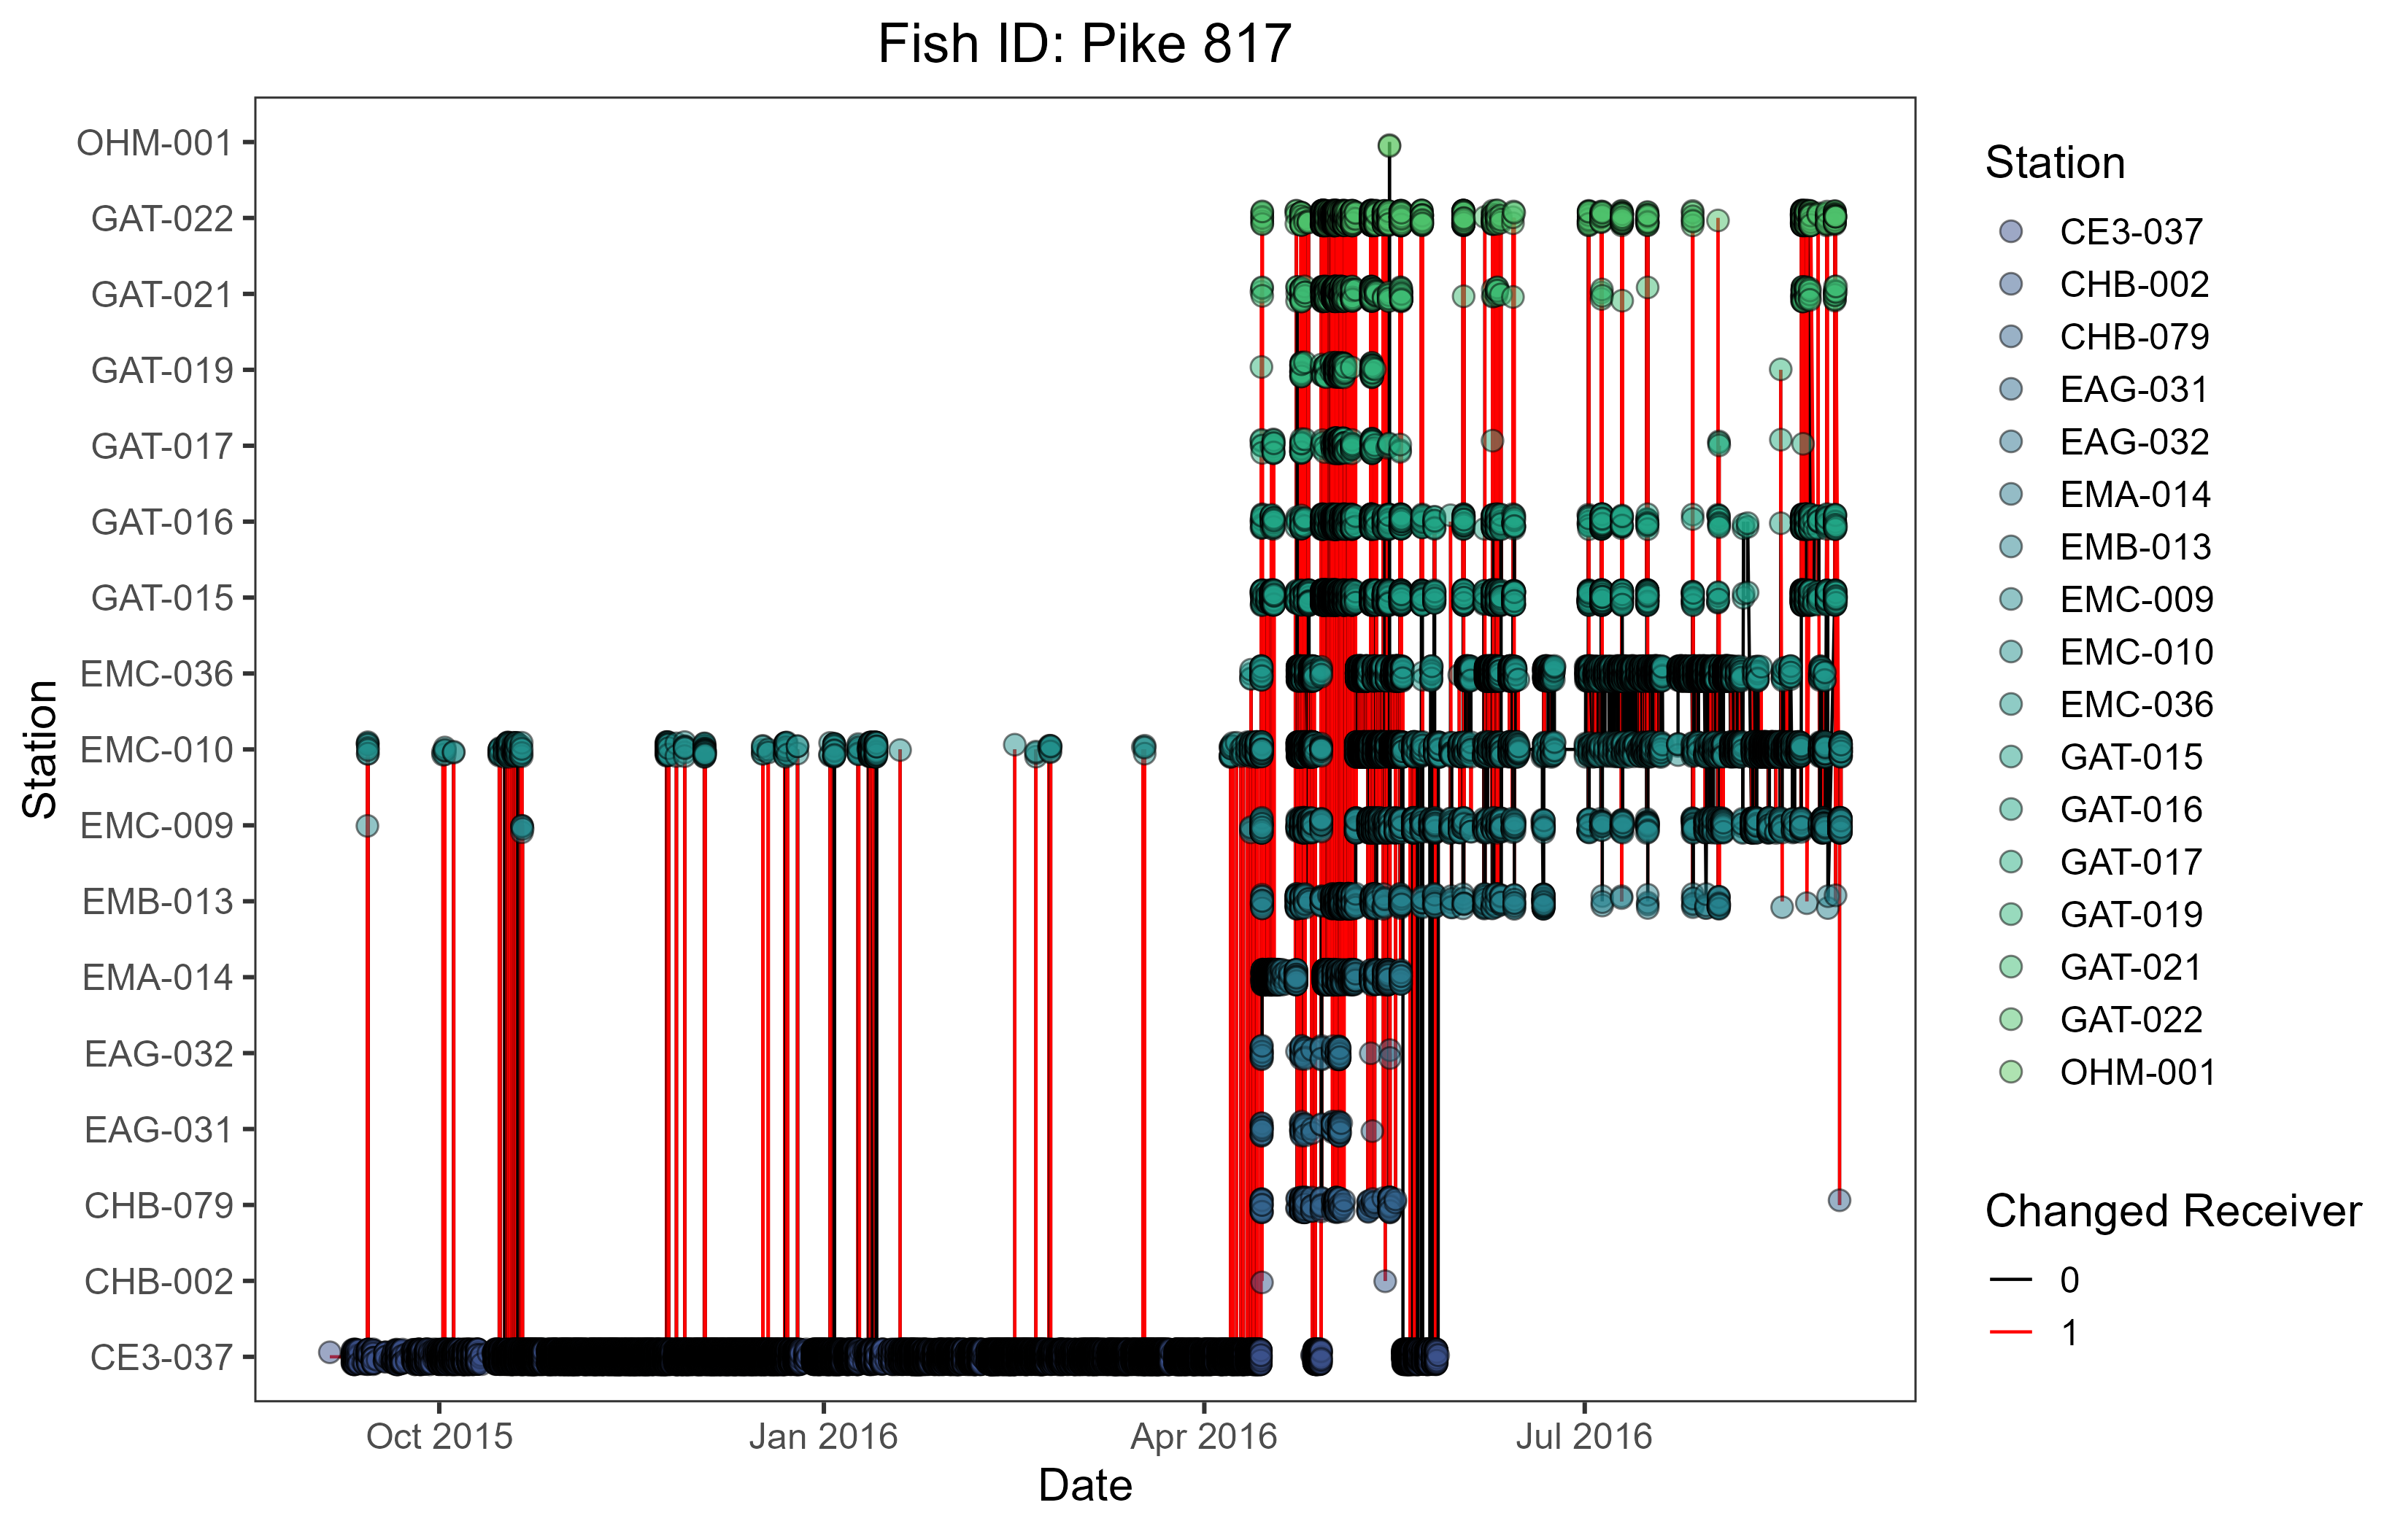 Fish ID: Pike 817
Station
OHM-001
GAT-022
GAT-021
GAT-019
GAT-017
GAT-016
GAT-015
EMC-036
EMC-010
EMC-009
EMB-013
EMA-014
EAG-032
EAG-031
CHB-079
CHB-002
CE3-037
Oct 2015
Jan 2016
Apr 2016
Jul 2016
Date
Station
CE3-037
CHB-002
CHB-079
EAG-031
EAG-032
EMA-014
EMB-013
EMC-009
EMC-010
EMC-036
GAT-015
GAT-016
GAT-017
GAT-019
GAT-021
GAT-022
OHM-001
Changed Receiver
0
1